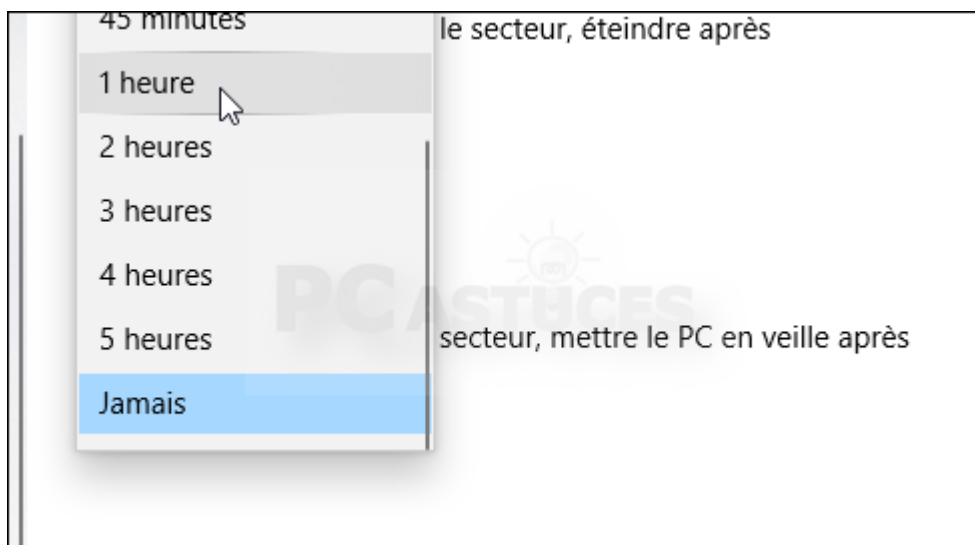 45 minutes
le secteur, éteindre après
1 heure
2 heures
3 heures
4 heures
PC ASTUCES
5 heures
secteur, mettre le PC en veille après
Jamais